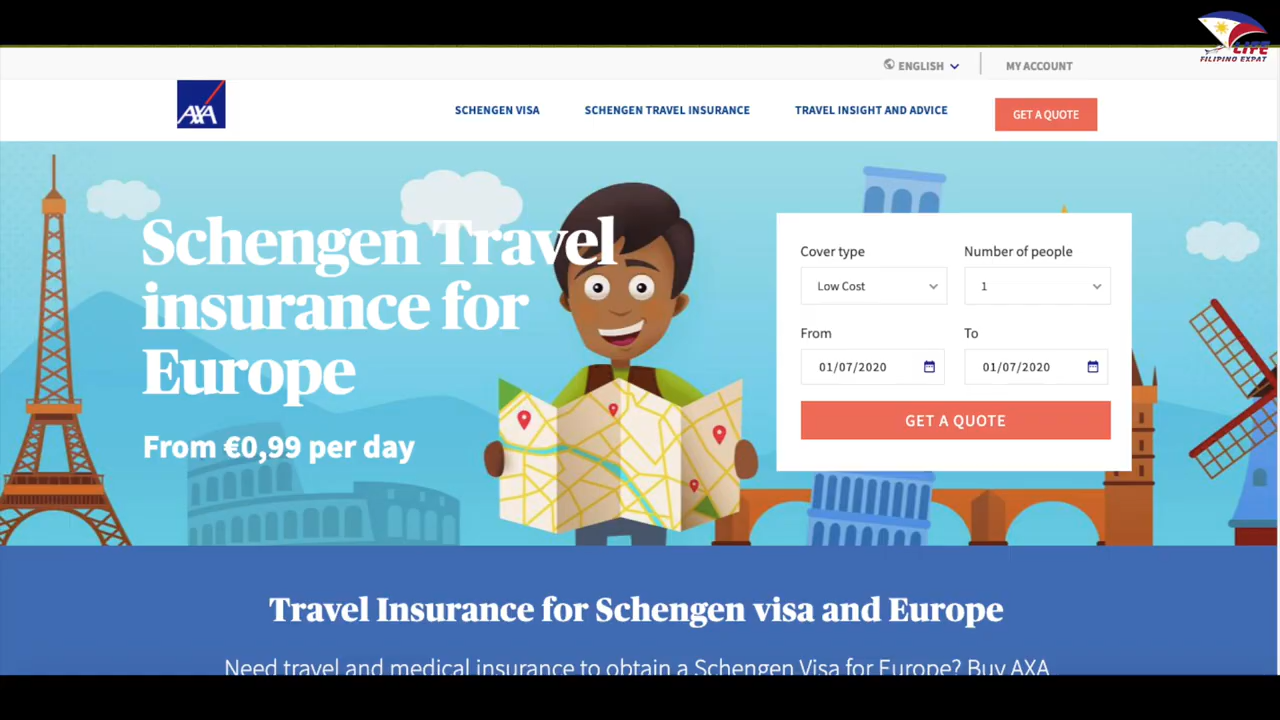 LIFE
FILIPINO EXPAT
ENGLISH
MY ACCOUNT
AXA
SCHENGEN VISA
SCHENGEN TRAVEL INSURANCE
TRAVEL INSIGHT AND ADVICE
GET A QUOTE
Schengen Travel
insurance for
Europe
From €0,99 per day
Cover type
Number of people
Low Cost
1
From
To
01/07/2020
01/07/2020
GET A QUOTE
Travel Insurance for Schengen visa and Europe
Need travel and medical insurance to obtain a Schengen Visa for Europe? Buy AXA